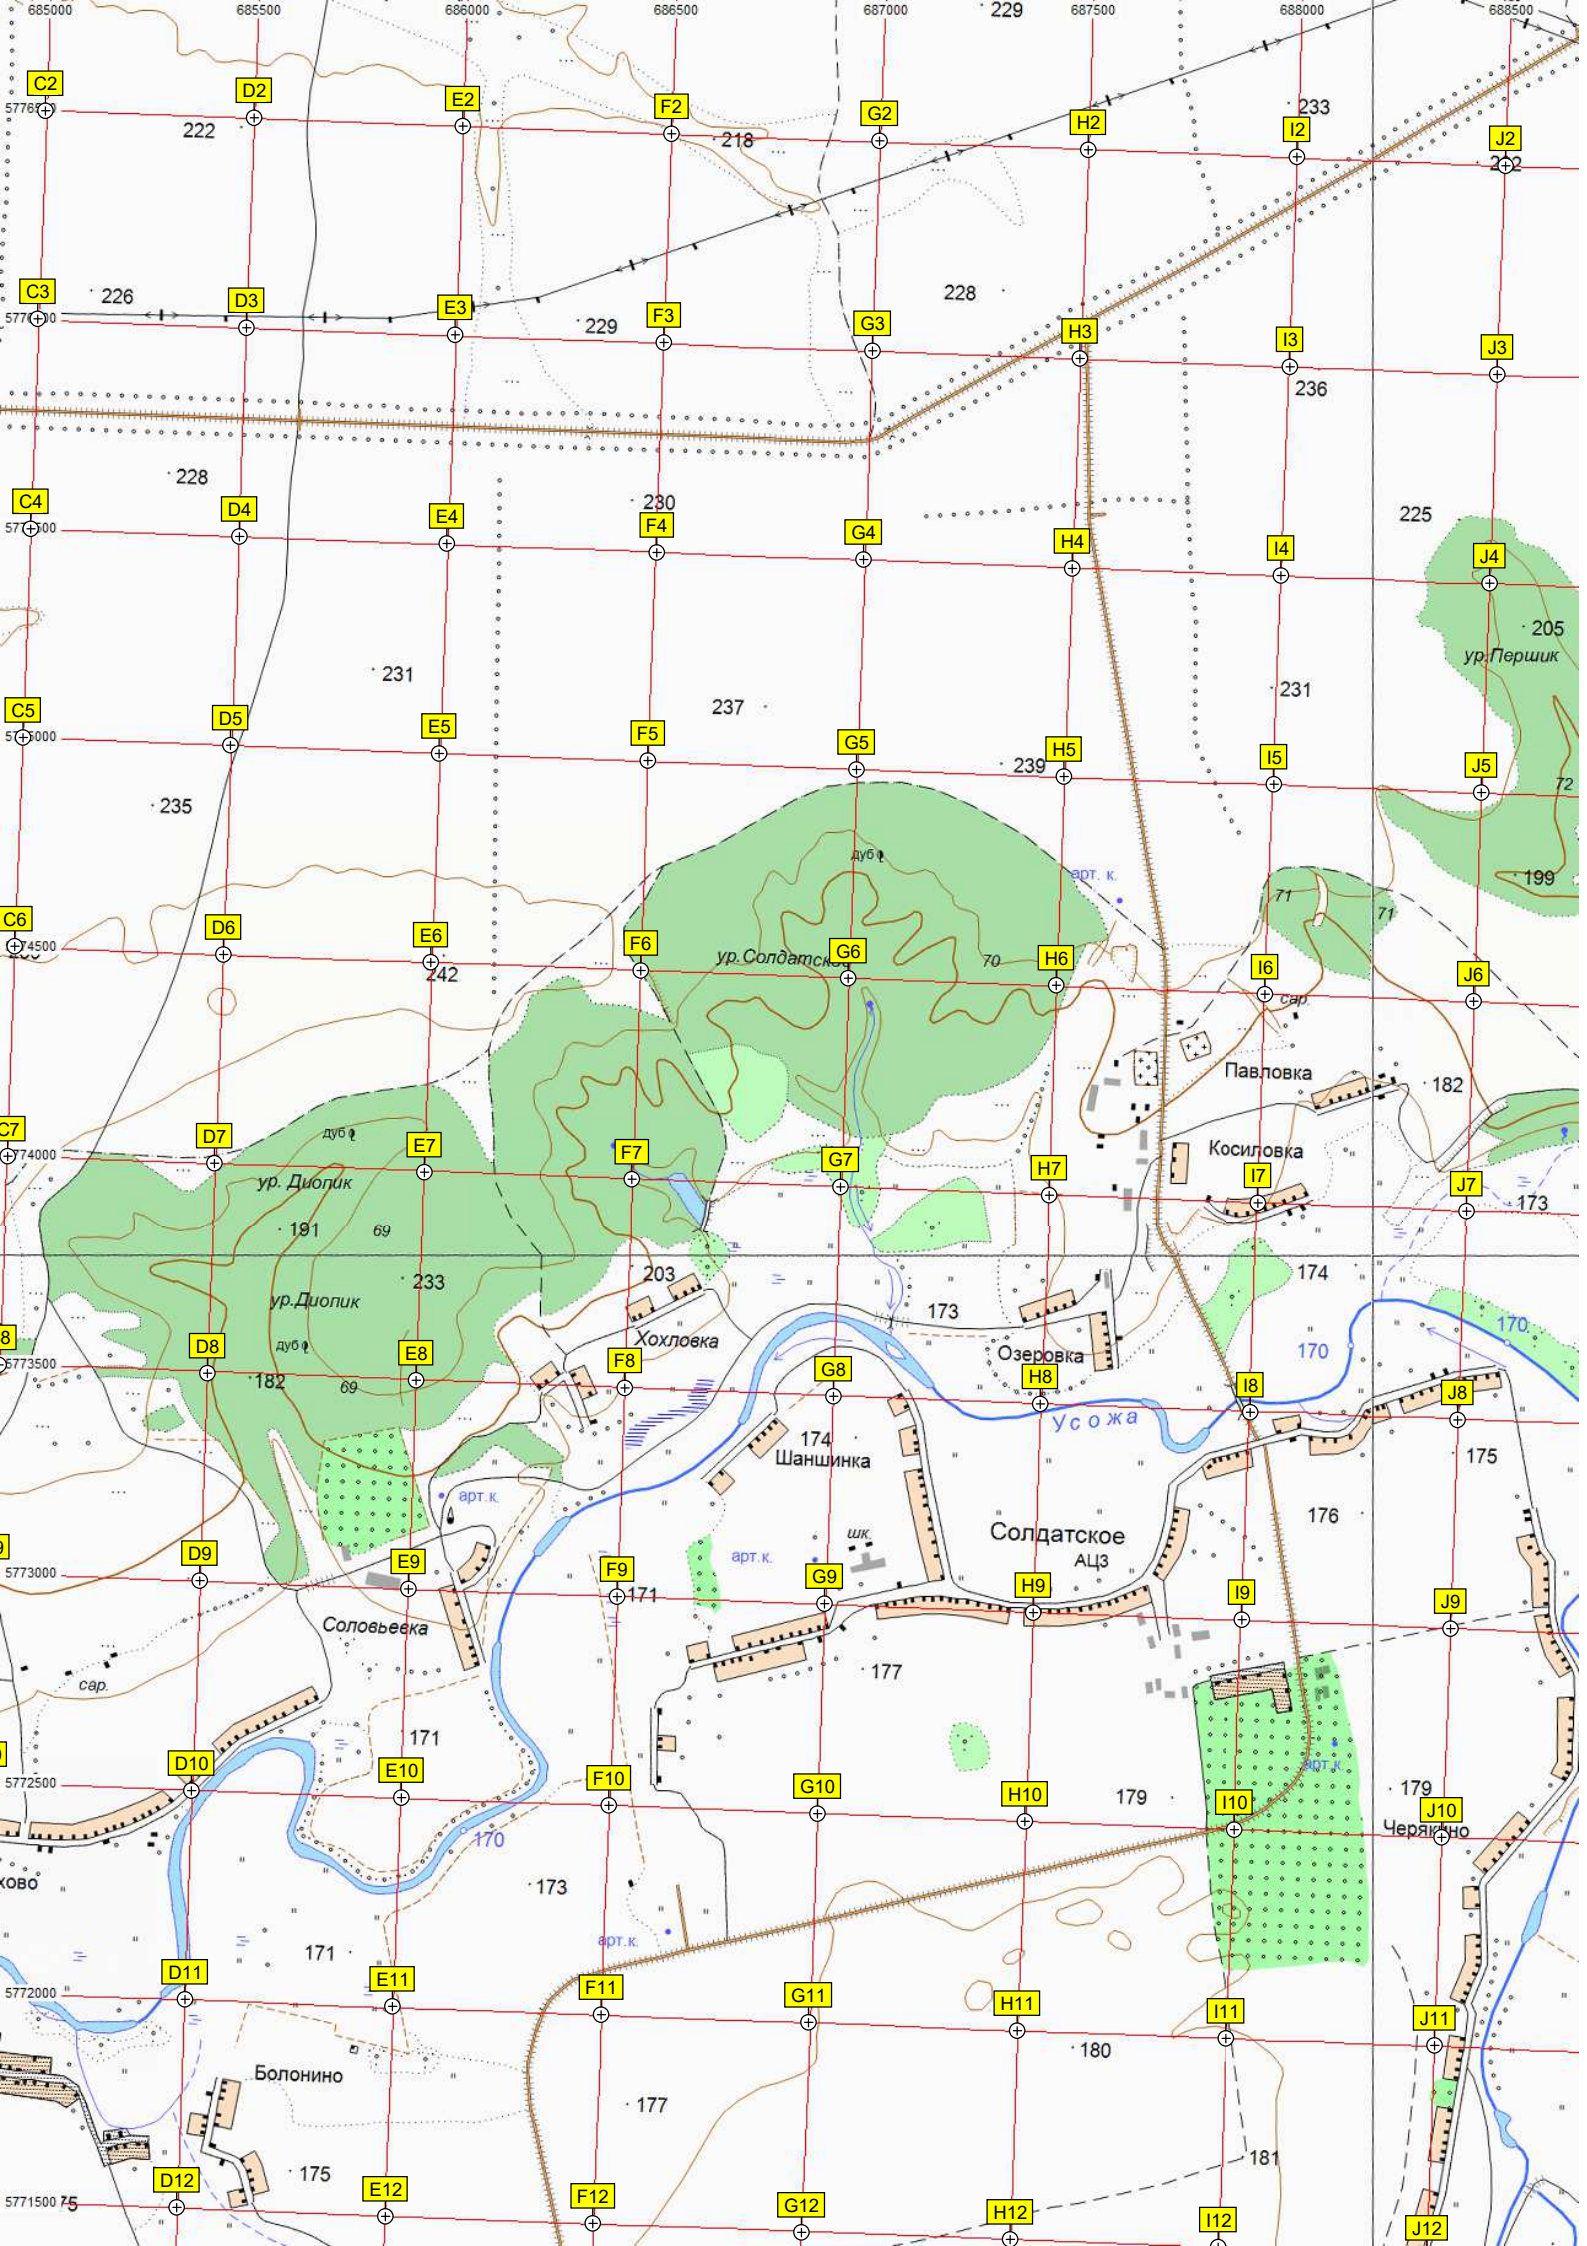 685000 685500 686000 686500 687000 687500 688000 688500
229
C2 D2 E2 F2 G2 H2 I2 J2
222 218 233
C3 D3 E3 F3 G3 H3 I3 J3
226 229 228 236
228 230 225
C4 D4 E4 F4 G4 H4 I4 J4
205
ур.Першик
231 237 231
C5 D5 E5 F5 G5 H5 I5 J5
239
235 72
дуб
арт. к. 199
71 71
C6 D6 E6 F6 G6 H6 I6 J6
5774500
242 70
сар.
Павловка 182
дуб
C7 D7 E7 F7 G7 H7 I7 J7
Косиловка
ур. Диопик 173
191 69
233 203 174
ур.Диопик 173
Хохловка 170 170
дуб Озеровка
D8 E8 F8 G8 H8 I8 J8
5773500
182 69
Усожа
174
Шаншинка 175
арт.к. 176
шк. Солдатское
арт.к. АЦЗ
D9 E9 F9 G9 H9 I9 J9
5773000
171
Соловьевка
177
сар.
171
арт.к.
D10 E10 F10 G10 H10 I10 J10
5772500
179 179
170
Черякино
173
171 арт.к.
D11 E11 F11 G11 H11 I11 J11
5772000
180
Болонино
177
181
175
D12 E12 F12 G12 H12 I12 J12
5771500